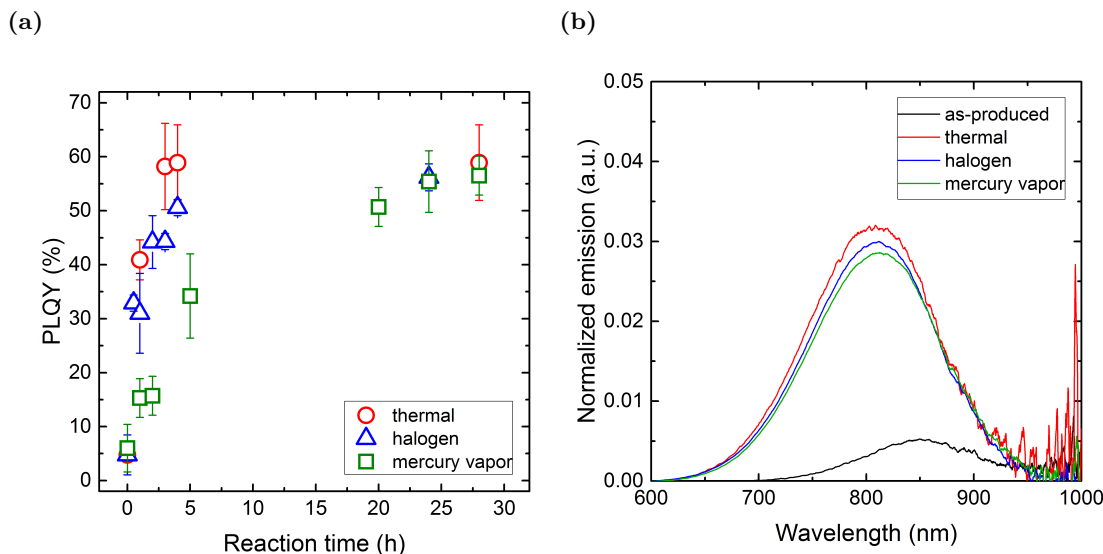 (a)
(b)
PLQY (%)
70
60
50
40
30
20
10
0
0
5
10
15
20
25
30
Reaction time (h)
thermal
halogen
mercury vapor
Normalized emission (a.u.)
0.05
0.04
0.03
0.02
0.01
0.00
600
700
800
900
1000
Wavelength (nm)
as-produced
thermal
halogen
mercury vapor